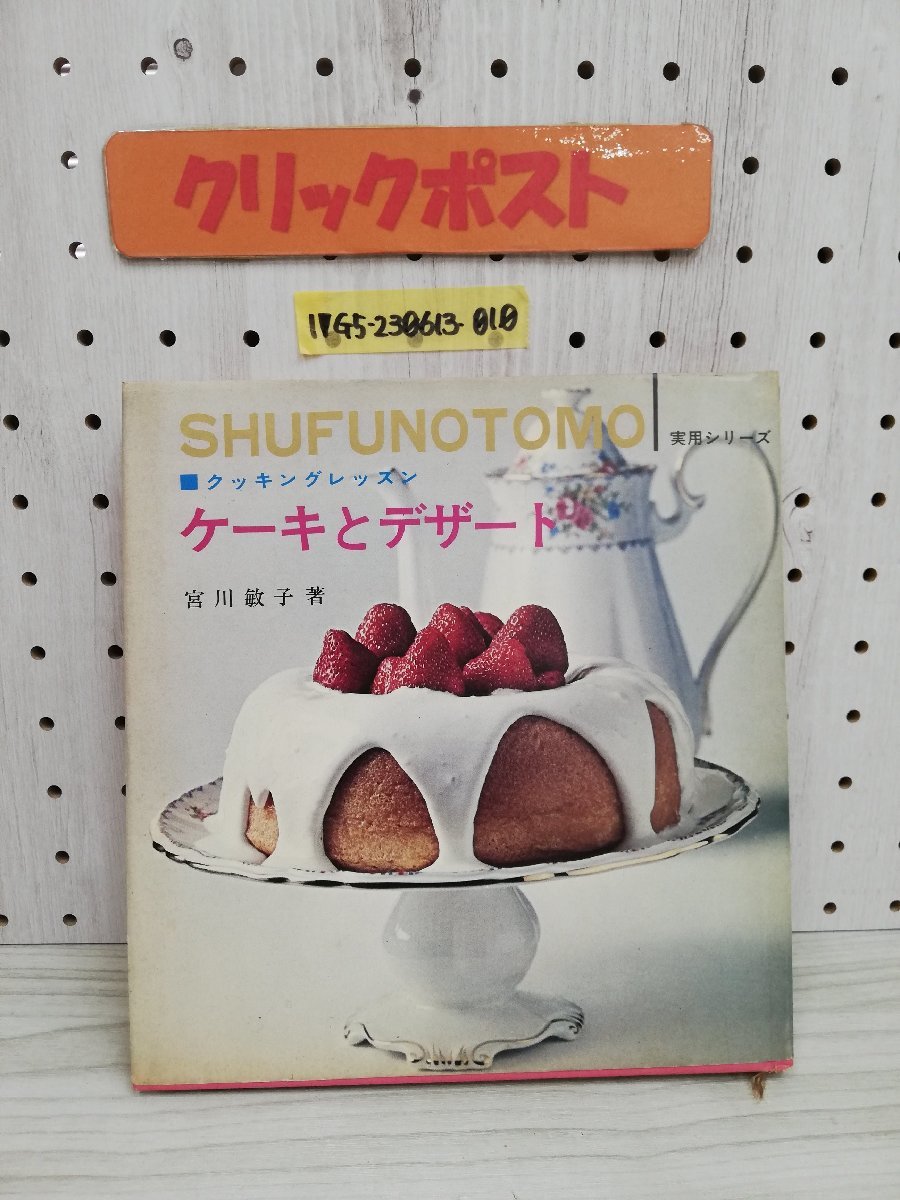 クリックポスト
1▼G5-230613-010
SHUFUNOTOMO
実用シリーズ
■クッキングレッスン
ケーキとデザート
宮川敏子著